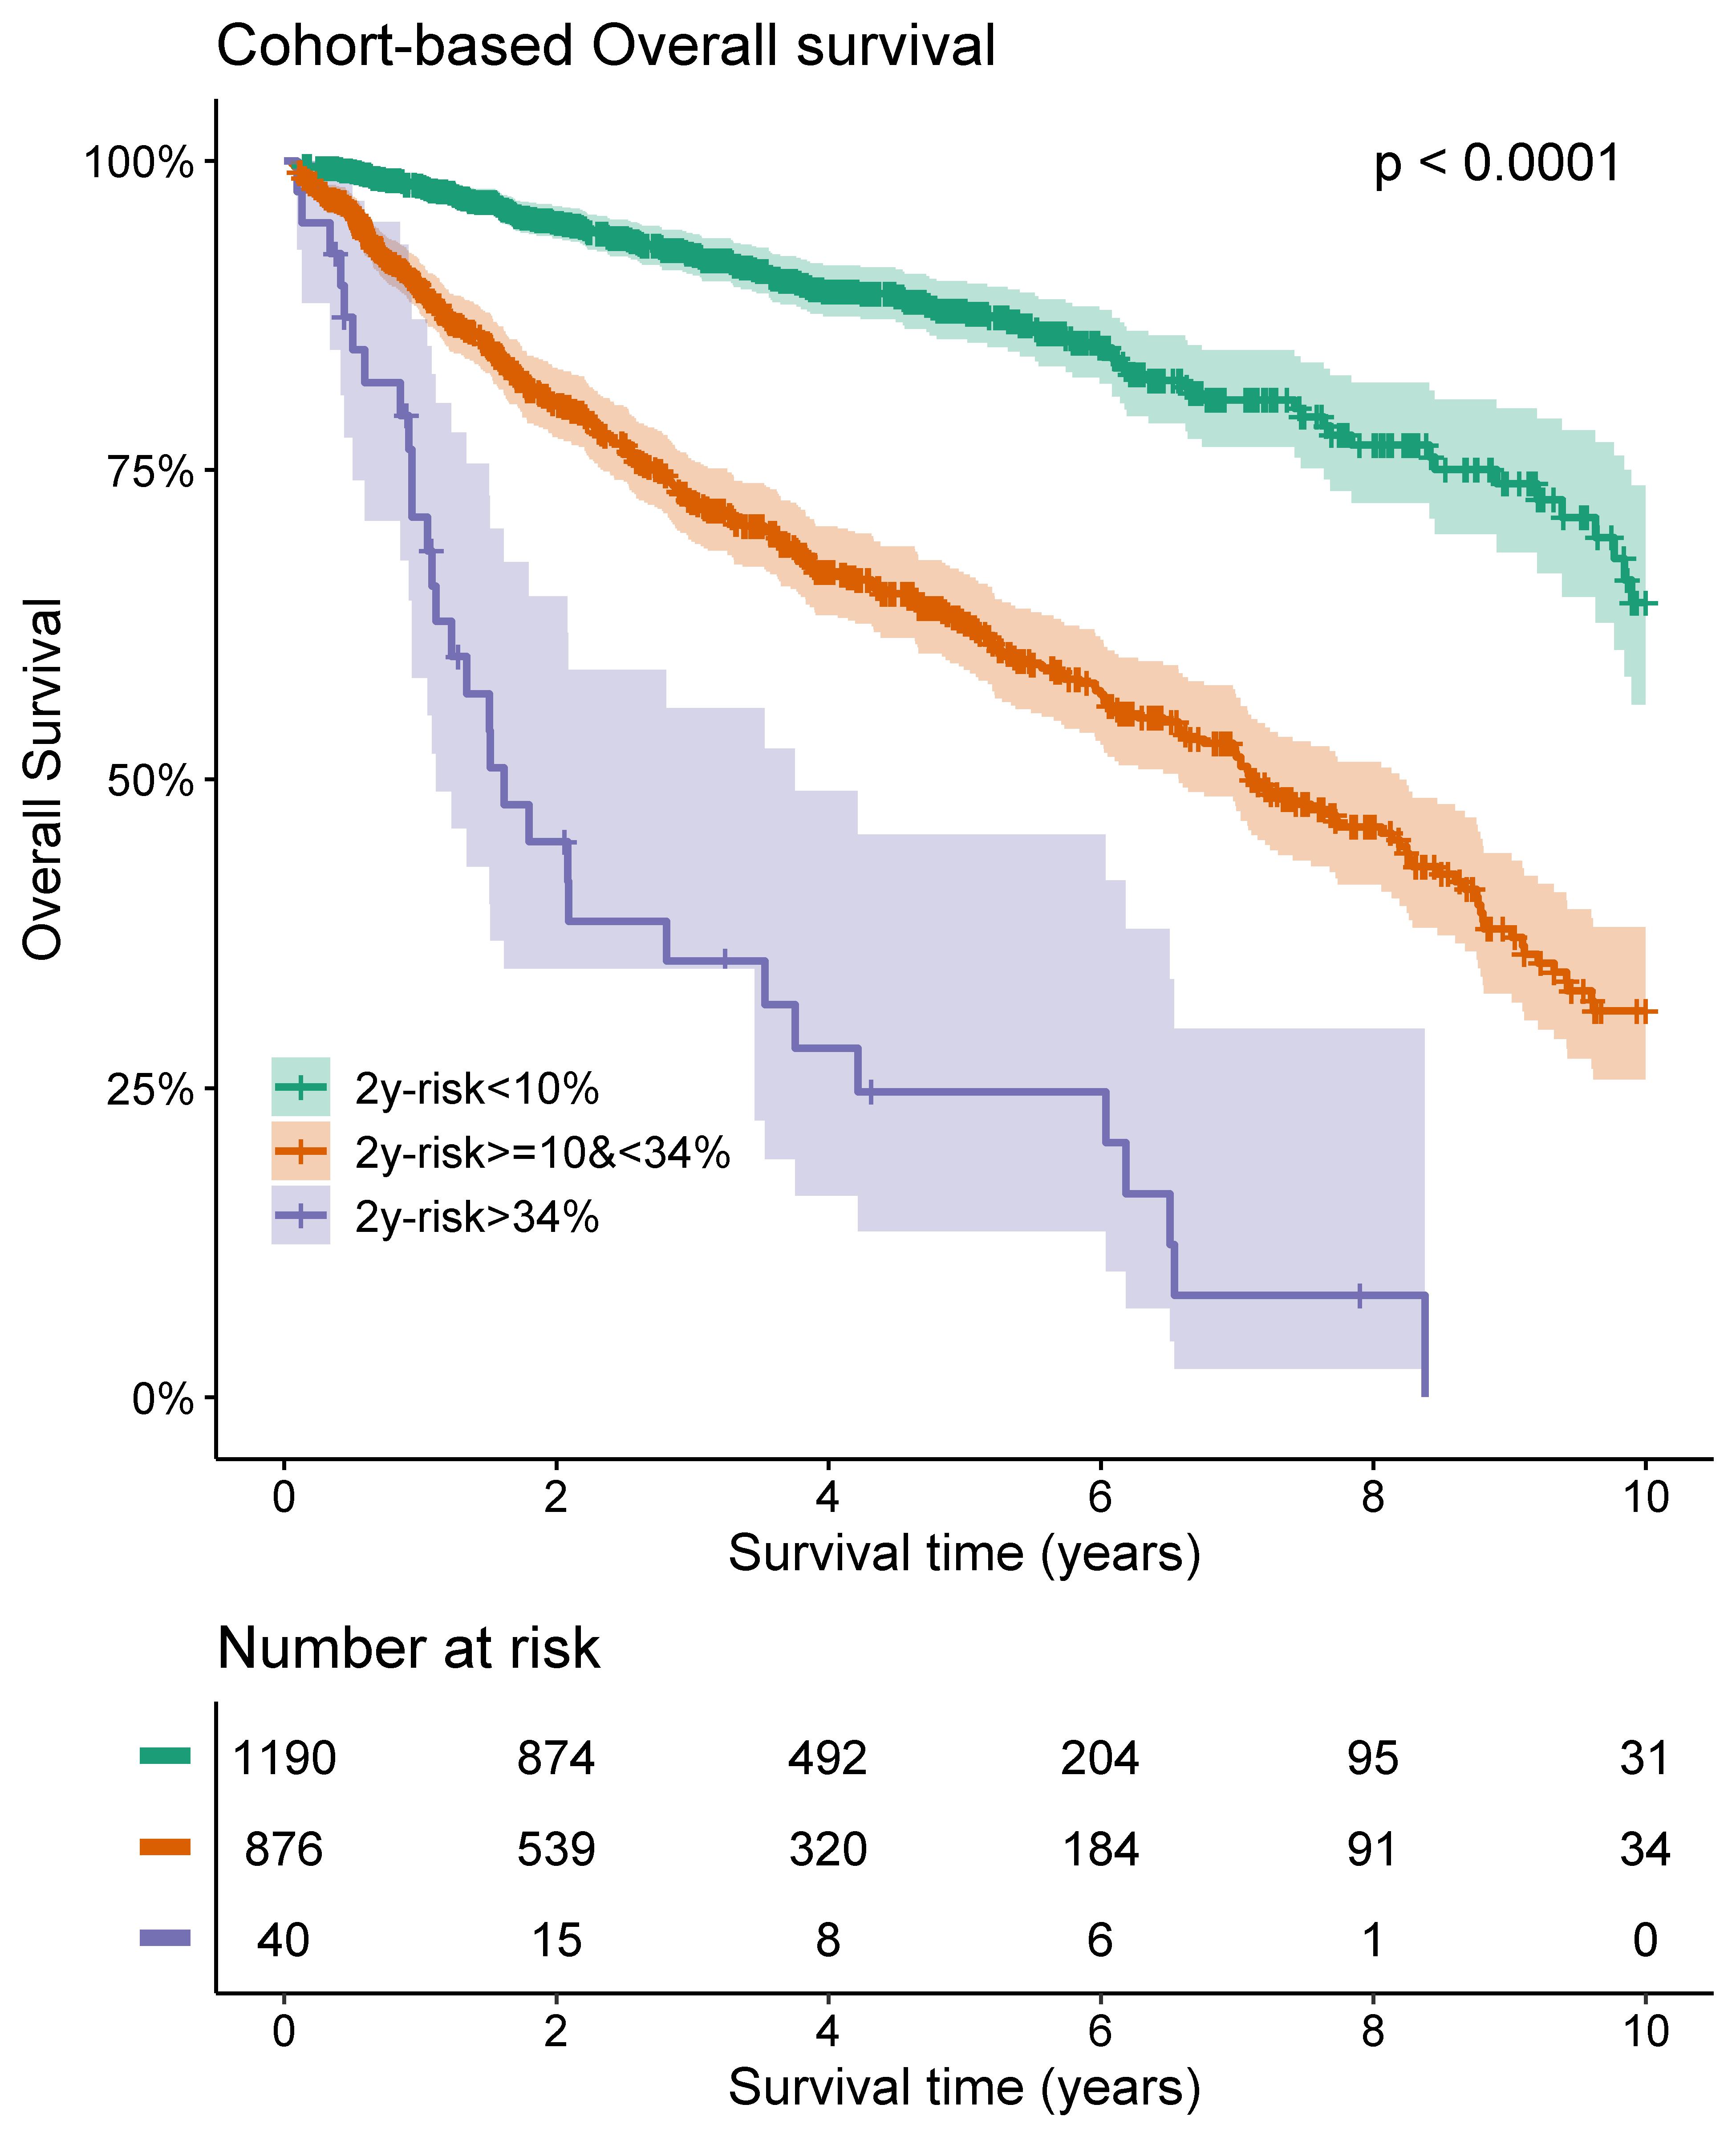 Cohort-based Overall survival
p < 0.0001
100%
75%
50%
25%
0%
Overall Survival
2y-risk<10%
2y-risk>=10&<34%
2y-risk>34%
0 2 4 6 8 10
Survival time (years)
Number at risk
1190 874 492 204 95 31
876 539 320 184 91 34
40 15 8 6 1 0
0 2 4 6 8 10
Survival time (years)